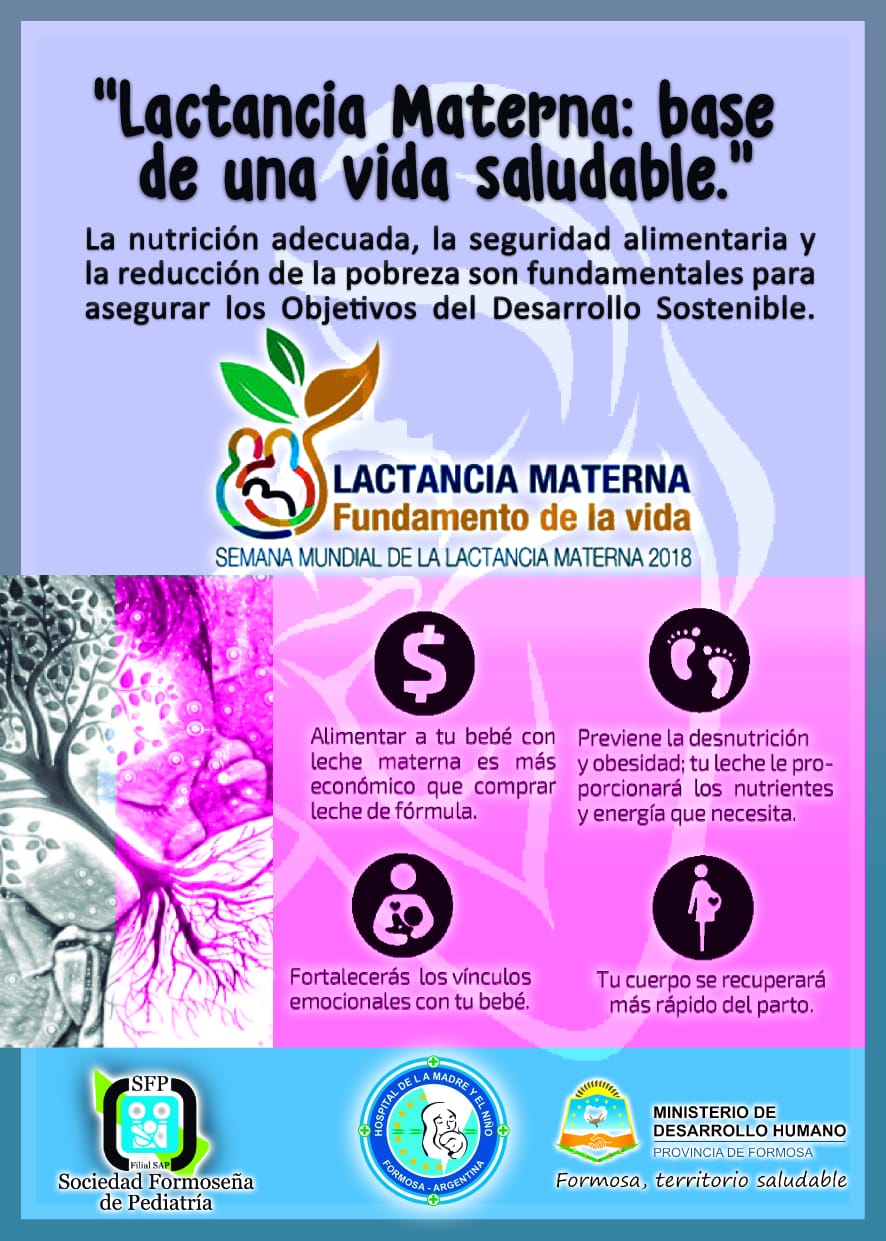 "Lactancia Materna: base
de una vida saludable."
La nutrición adecuada, la seguridad alimentaria y
la reducción de la pobreza son fundamentales para
asegurar los Objetivos del Desarrollo Sostenible.
LACTANCIA MATERNA
Fundamento de la vida
SEMANA MUNDIAL DE LA LACTANCIA MATERNA 2018
$
Alimentar a tu bebé con
leche materna es más
económico que comprar
leche de fórmula.
Previene la desnutrición
y obesidad; tu leche le pro-
porcionará los nutrientes
y energía que necesita.
Fortalecerás los vínculos
emocionales con tu bebé.
Tu cuerpo se recuperará
más rápido del parto.
SFP
Filial SAP
Sociedad Formoseña
de Pediatría
HOSPITAL DE L A MADRE Y EL NIÑO
FORMOSA - ARGENTINA
MINISTERIO DE
DESARROLLO HUMANO
PROVINCIA DE FORMOSA
Formosa, territorio saludable